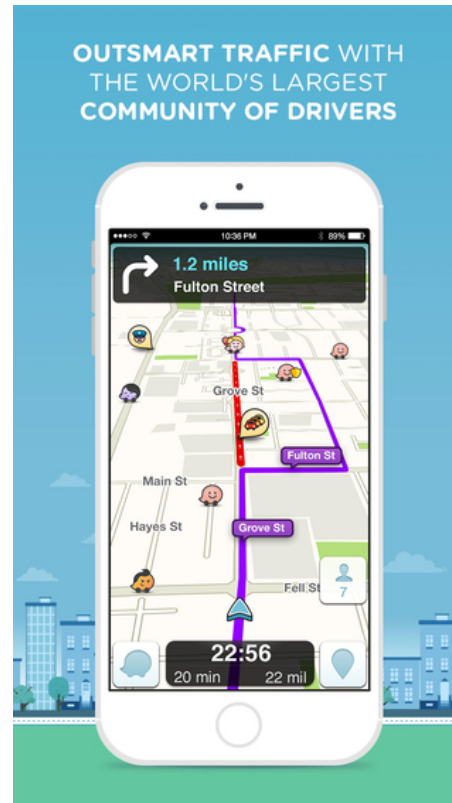 OUTSMART TRAFFIC WITH
THE WORLD'S LARGEST
COMMUNITY OF DRIVERS
10:36 PM
89%
1.2 miles
Fulton Street
Grove St
Fulton St
Main St
Hayes St
Grove St
Fell St
7
22:56
20 min 22 mil